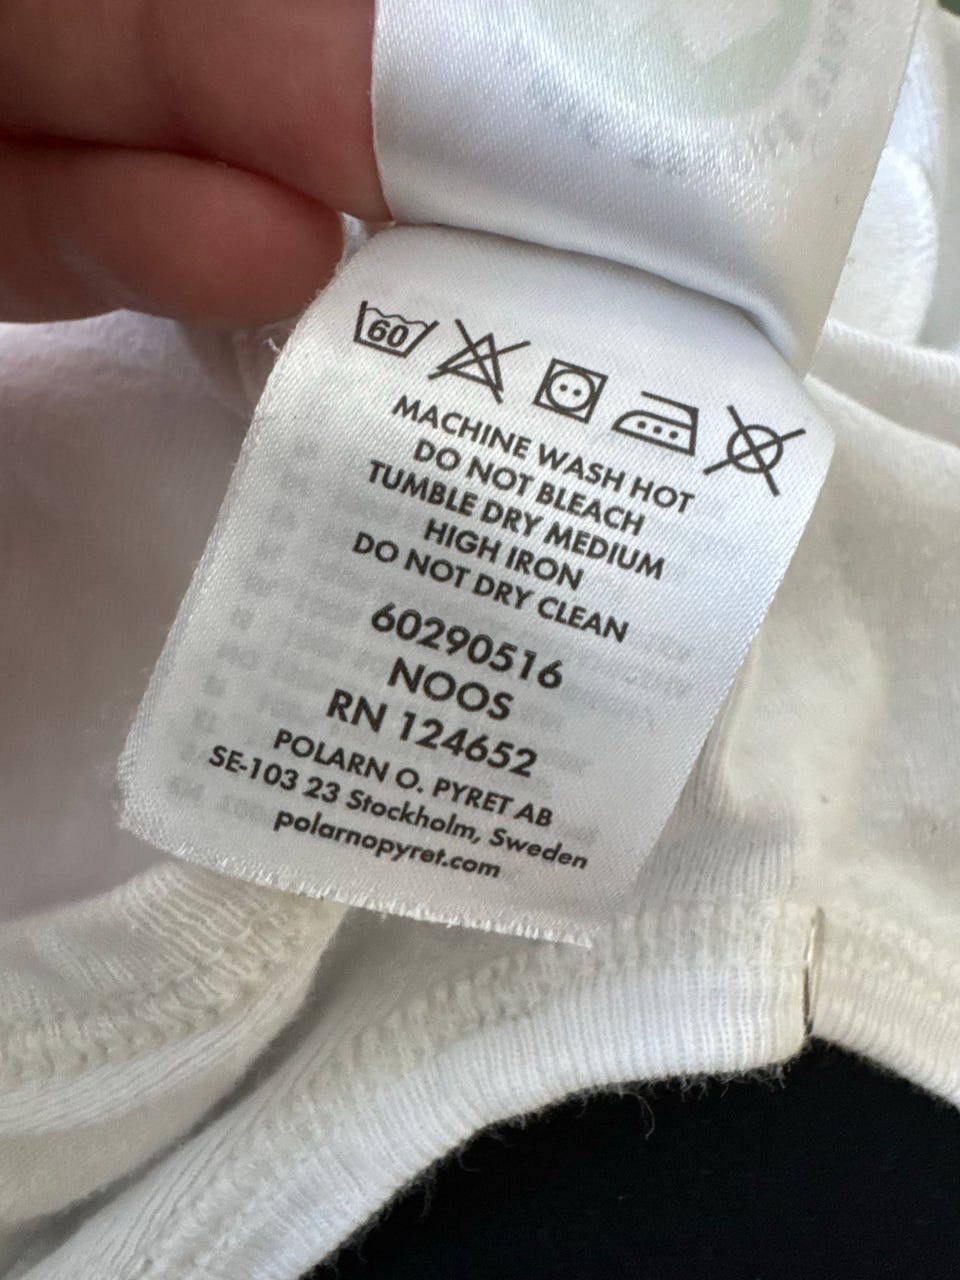 60
MACHINE WASH HOT
DO NOT BLEACH
TUMBLE DRY MEDIUM
HIGH IRON
DO NOT DRY CLEAN
60290516
NOOS
RN 124652
POLARN O. PYRET AB
SE-103 23 Stockholm, Sweden
polarnopyret.com